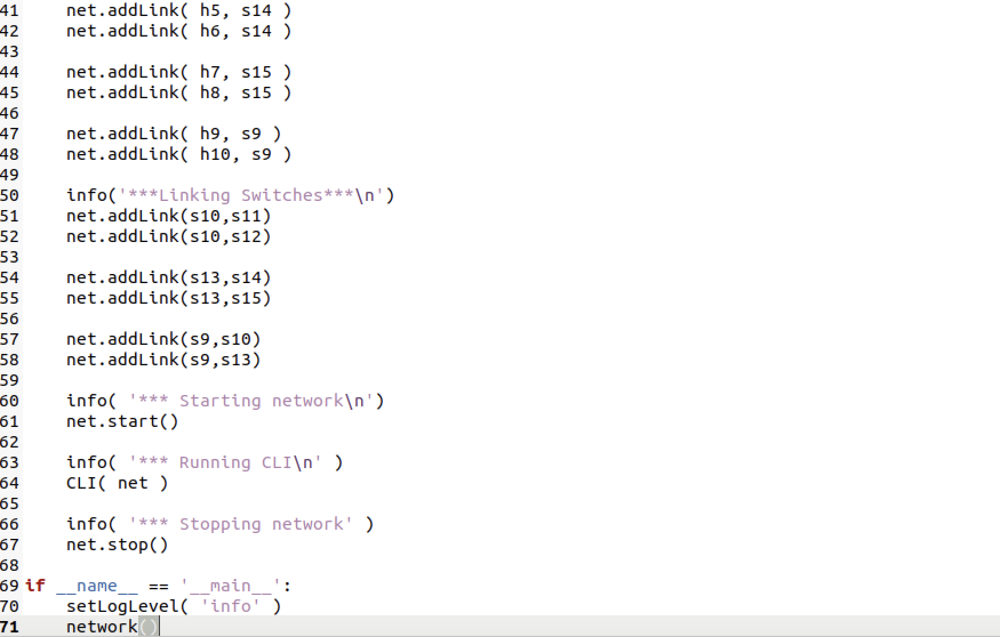 41    net.addLink( h5, s14 )
42    net.addLink( h6, s14 )
43
44    net.addLink( h7, s15 )
45    net.addLink( h8, s15 )
46
47    net.addLink( h9, s9 )
48    net.addLink( h10, s9 )
49
50    info('***Linking Switches***\n')
51    net.addLink(s10,s11)
52    net.addLink(s10,s12)
53
54    net.addLink(s13,s14)
55    net.addLink(s13,s15)
56
57    net.addLink(s9,s10)
58    net.addLink(s9,s13)
59
60    info( '*** Starting network\n')
61    net.start()
62
63    info( '*** Running CLI\n' )
64    CLI( net )
65
66    info( '*** Stopping network' )
67    net.stop()
68
69 if __name__ == '__main__':
70    setLogLevel( 'info' )
71    network()